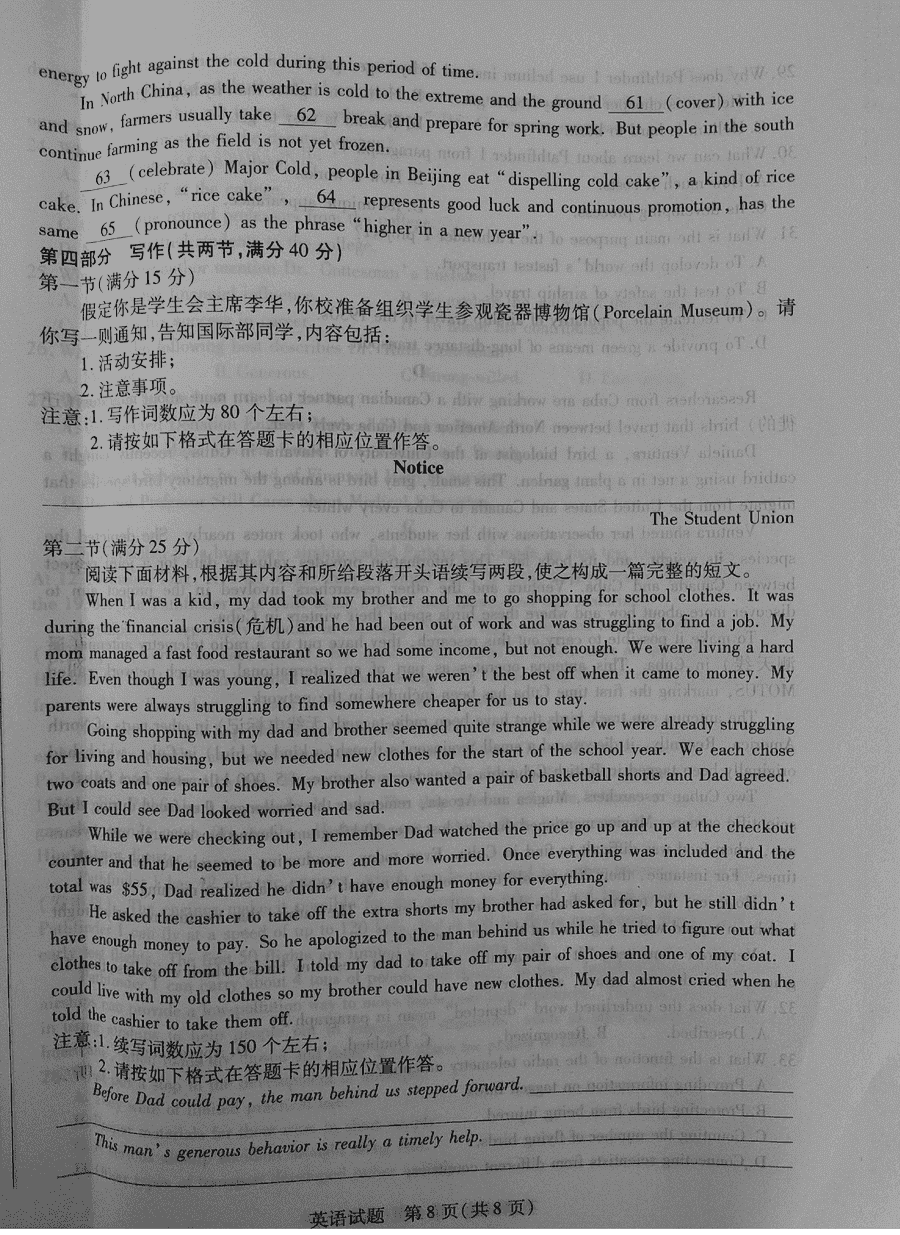 energy to fight against the cold during this period of time.
In North China, as the weather is cold to the extreme and the ground 61 (cover) with ice
and snow, farmers usually take 62 break and prepare for spring work. But people in the south
continue farming as the field is not yet frozen.
63 (celebrate) Major Cold, people in Beijing eat “dispelling cold cake”, a kind of rice
cake. In Chinese, “rice cake”, 64 represents good luck and continuous promotion, has the
same 65 (pronounce) as the phrase “higher in a new year”.
第四部分 写作(共两节,满分 40 分)
第一节(满分 15 分)
假定你是学生会主席李华,你校准备组织学生参观瓷器博物馆(Porcelain Museum)。请
你写一则通知,告知国际部同学,内容包括:
1. 活动安排;
2. 注意事项。
注意:1. 写作词数应为 80 个左右;
2. 请按如下格式在答题卡的相应位置作答。
Notice
The Student Union
第二节(满分 25 分)
阅读下面材料,根据其内容和所给段落开头语续写两段,使之构成一篇完整的短文。
When I was a kid, my dad took my brother and me to go shopping for school clothes. It was
during the financial crisis(危机)and he had been out of work and was struggling to find a job. My
mom managed a fast food restaurant so we had some income, but not enough. We were living a hard
life. Even though I was young, I realized that we weren't the best off when it came to money. My
parents were always struggling to find somewhere cheaper for us to stay.
Going shopping with my dad and brother seemed quite strange while we were already struggling
for living and housing, but we needed new clothes for the start of the school year. We each chose
two coats and one pair of shoes. My brother also wanted a pair of basketball shorts and Dad agreed.
But I could see Dad looked worried and sad.
While we were checking out, I remember Dad watched the price go up and up at the checkout
counter and that he seemed to be more and more worried. Once everything was included and the
total was $55, Dad realized he didn't have enough money for everything.
He asked the cashier to take off the extra shorts my brother had asked for, but he still didn't
have enough money to pay. So he apologized to the man behind us while he tried to figure out what
clothes to take off from the bill. I told my dad to take off my pair of shoes and one of my coat. I
could live with my old clothes so my brother could have new clothes. My dad almost cried when he
told the cashier to take them off.
注意:1. 续写词数应为 150 个左右;
2. 请按如下格式在答题卡的相应位置作答。
Before Dad could pay, the man behind us stepped forward.
This man's generous behavior is really a timely help.
英语试题 第 8 页(共 8 页)